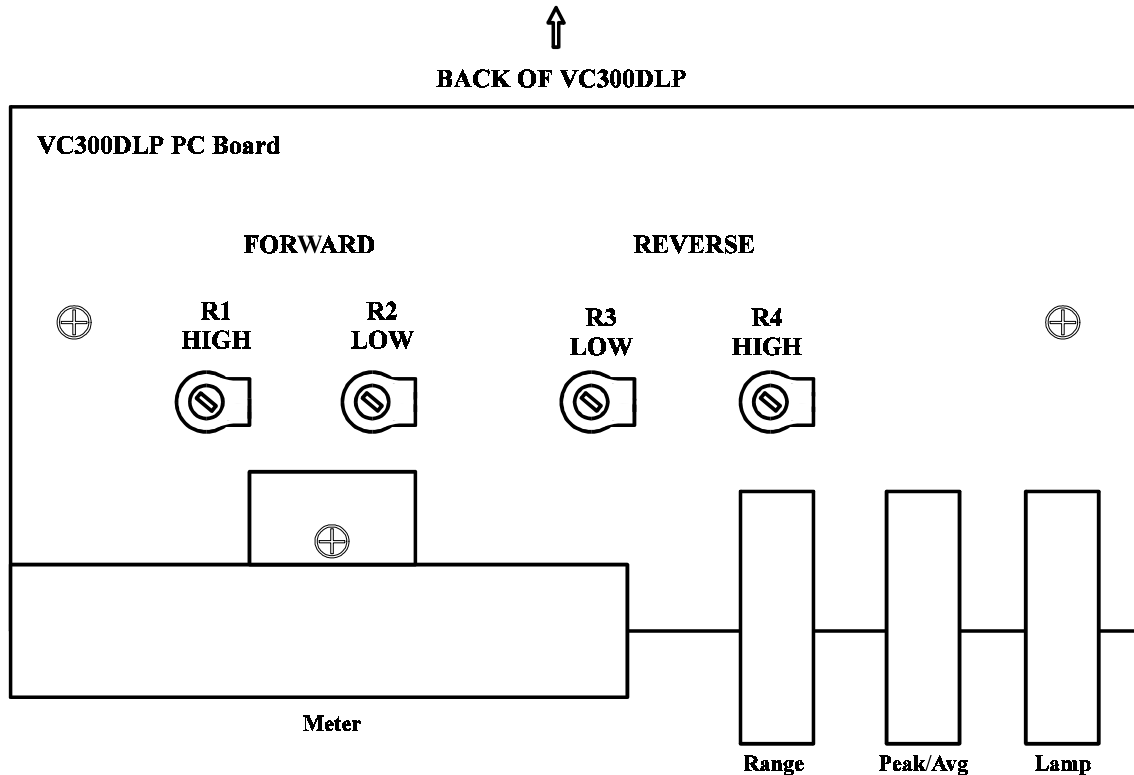 BACK OF VC300DLP
VC300DLP PC Board
FORWARD
REVERSE
R1
HIGH
R2
LOW
R3
LOW
R4
HIGH
Meter
Range
Peak/Avg
Lamp